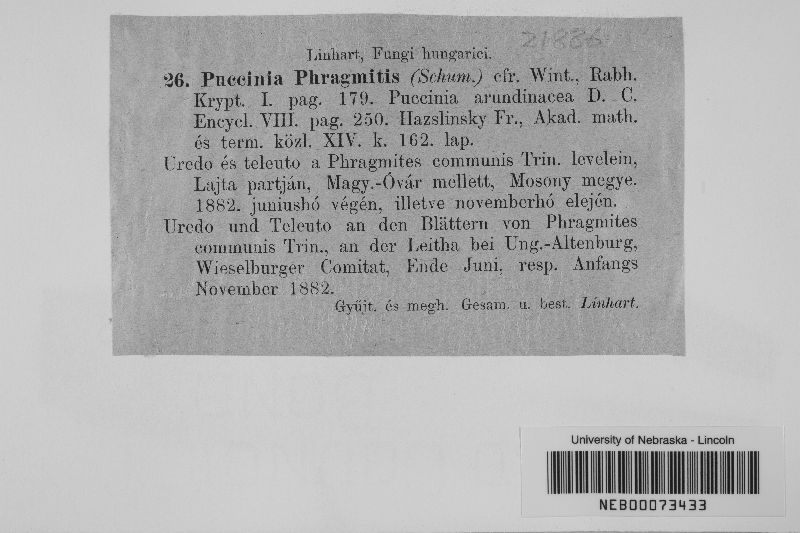 21836
Linhart, Fungi hungarici.
26. Puccinia Phragmitis (Schum.) cfr. Wint., Rabh.
Krypt. I. pag. 179. Puccinia arundinacea D. C.
Encycl. VIII. pag. 250. Hazslinsky Fr., Akad. math.
és term. közl. XIV. k. 162. lap.
Uredo és teleuto a Phragmites communis Trin. levelein,
Lajta partján, Magy.-Óvár mellett, Mosony megye.
1882. juniushó végén, illetve novemberhó elején.
Uredo und Teleuto an den Blättern von Phragmites
communis Trin., an der Leitha bei Ung.-Altenburg,
Wieselburger Comitat, Ende Juni, resp. Anfangs
November 1882.
Gyűjt. és megh. Gesam. u. best. Linhart.
University of Nebraska - Lincoln
NEB00073433